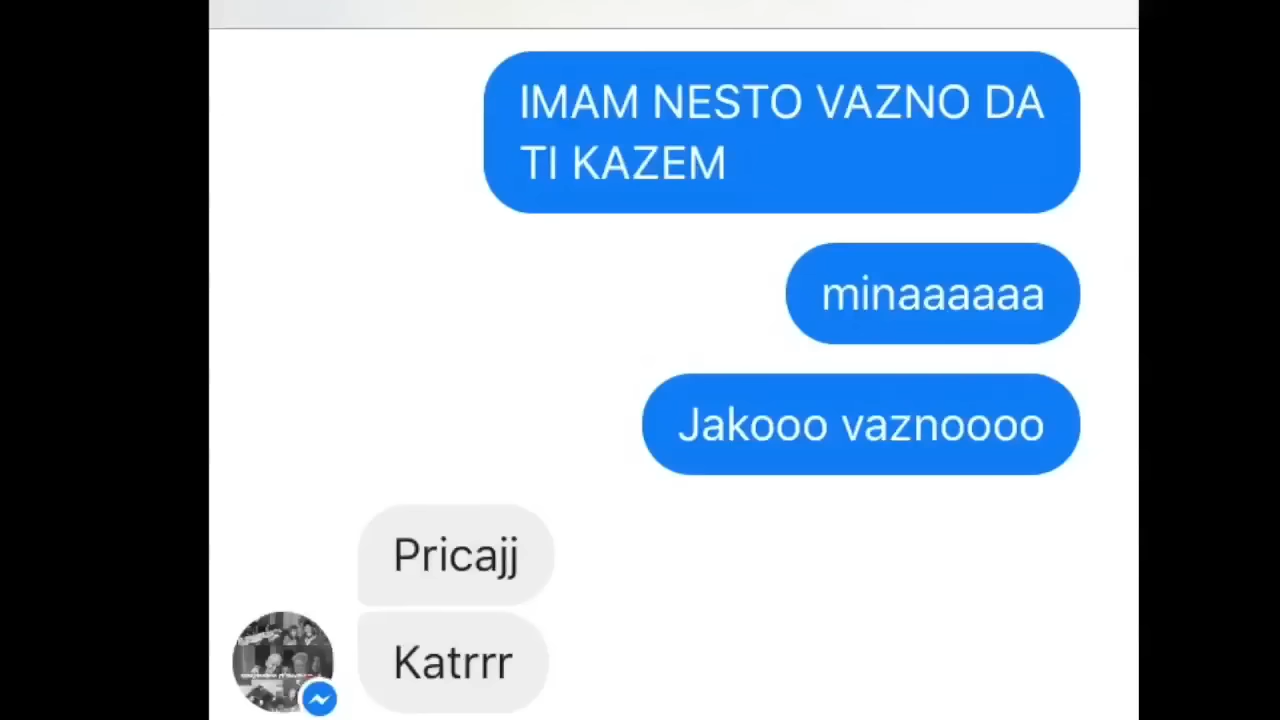 IMAM NESTO VAZNO DA
TI KAZEM
minaaaaaa
Jakooo vaznoooo
Pricajj
Katrrr